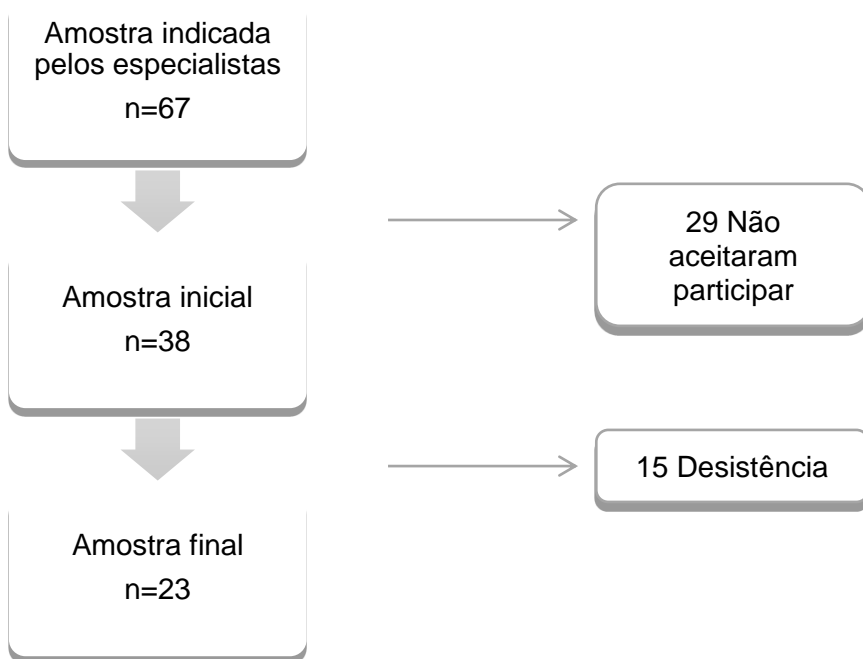 Amostra indicada
pelos especialistas
n=67
29 Não
aceitaram
participar
Amostra inicial
n=38
15 Desistência
Amostra final
n=23